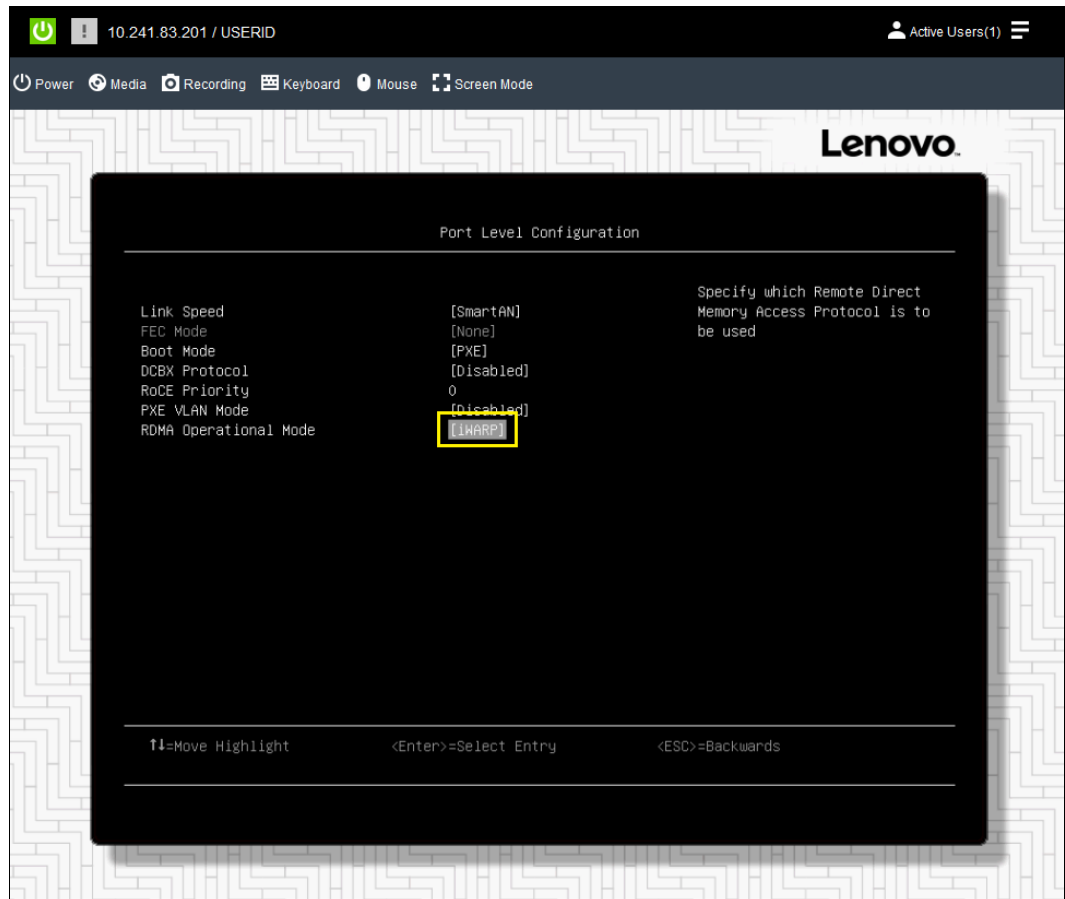 ! 10.241.83.201 / USERID Active Users(1)
Power Media Recording Keyboard Mouse Screen Mode
Lenovo
Port Level Configuration
Link Speed [SmartAN]
FEC Mode [None]
Boot Mode [PXE]
DCBX Protocol [Disabled]
RoCE Priority 0
PXE VLAN Mode [Disabled]
RDMA Operational Mode [iWARP]
Specify which Remote Direct
Memory Access Protocol is to
be used
↑↓=Move Highlight <Enter>=Select Entry <ESC>=Backwards